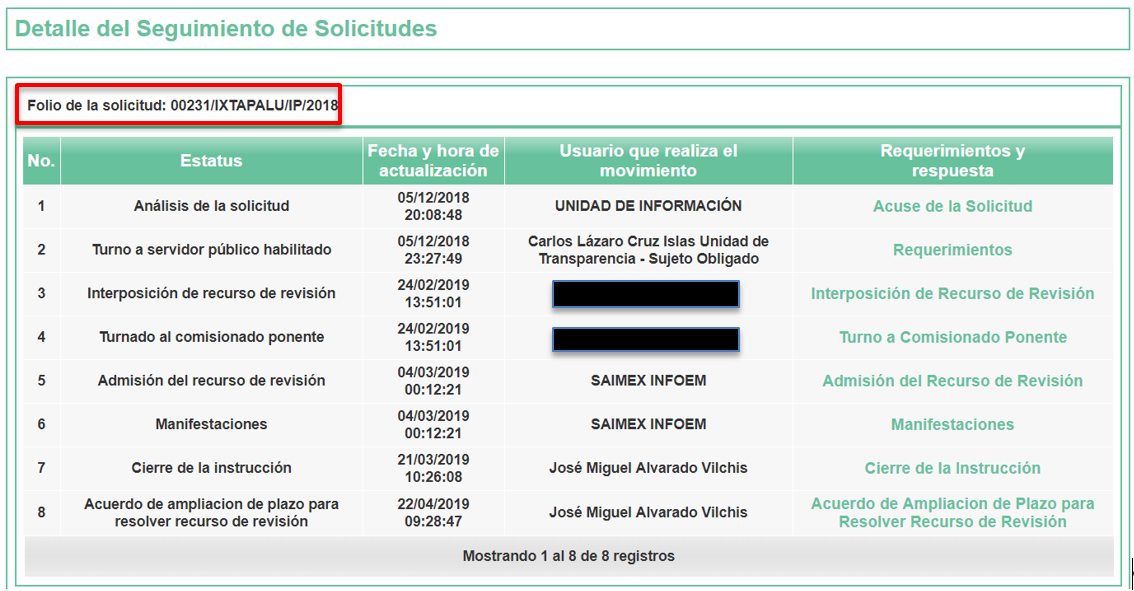 Detalle del Seguimiento de Solicitudes
Folio de la solicitud: 00231/IXTAPALU/IP/2018
No. Estatus Fecha y hora de actualización Usuario que realiza el movimiento Requerimientos y respuesta
1 Análisis de la solicitud 05/12/2018 20:08:48 UNIDAD DE INFORMACIÓN Acuse de la Solicitud
2 Turno a servidor público habilitado 05/12/2018 23:27:49 Carlos Lázaro Cruz Islas Unidad de Transparencia - Sujeto Obligado Requerimientos
3 Interposición de recurso de revisión 24/02/2019 13:51:01 Interposición de Recurso de Revisión
4 Turnado al comisionado ponente 24/02/2019 13:51:01 Turno a Comisionado Ponente
5 Admisión del recurso de revisión 04/03/2019 00:12:21 SAIMEX INFOEM Admisión del Recurso de Revisión
6 Manifestaciones 04/03/2019 00:12:21 SAIMEX INFOEM Manifestaciones
7 Cierre de la instrucción 21/03/2019 10:26:08 José Miguel Alvarado Vilchis Cierre de la Instrucción
8 Acuerdo de ampliacion de plazo para resolver recurso de revisión 22/04/2019 09:28:47 José Miguel Alvarado Vilchis Acuerdo de Ampliacion de Plazo para Resolver Recurso de Revisión
Mostrando 1 al 8 de 8 registros